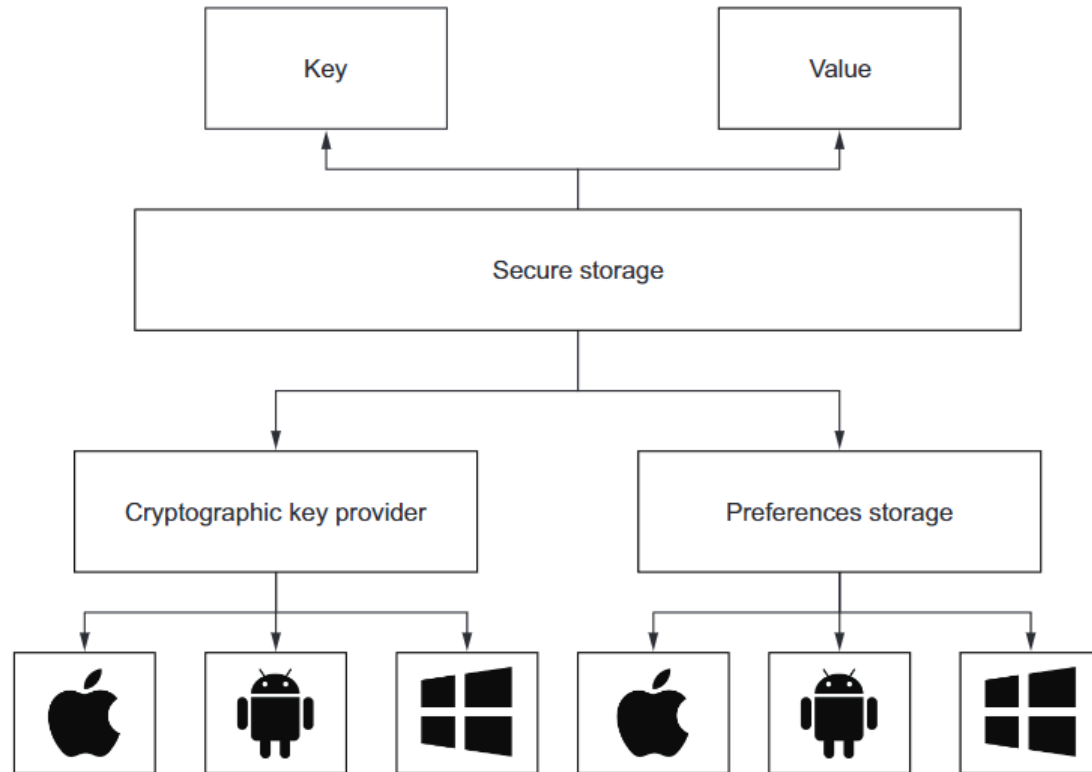 Key
Value
Secure storage
Cryptographic key provider
Preferences storage